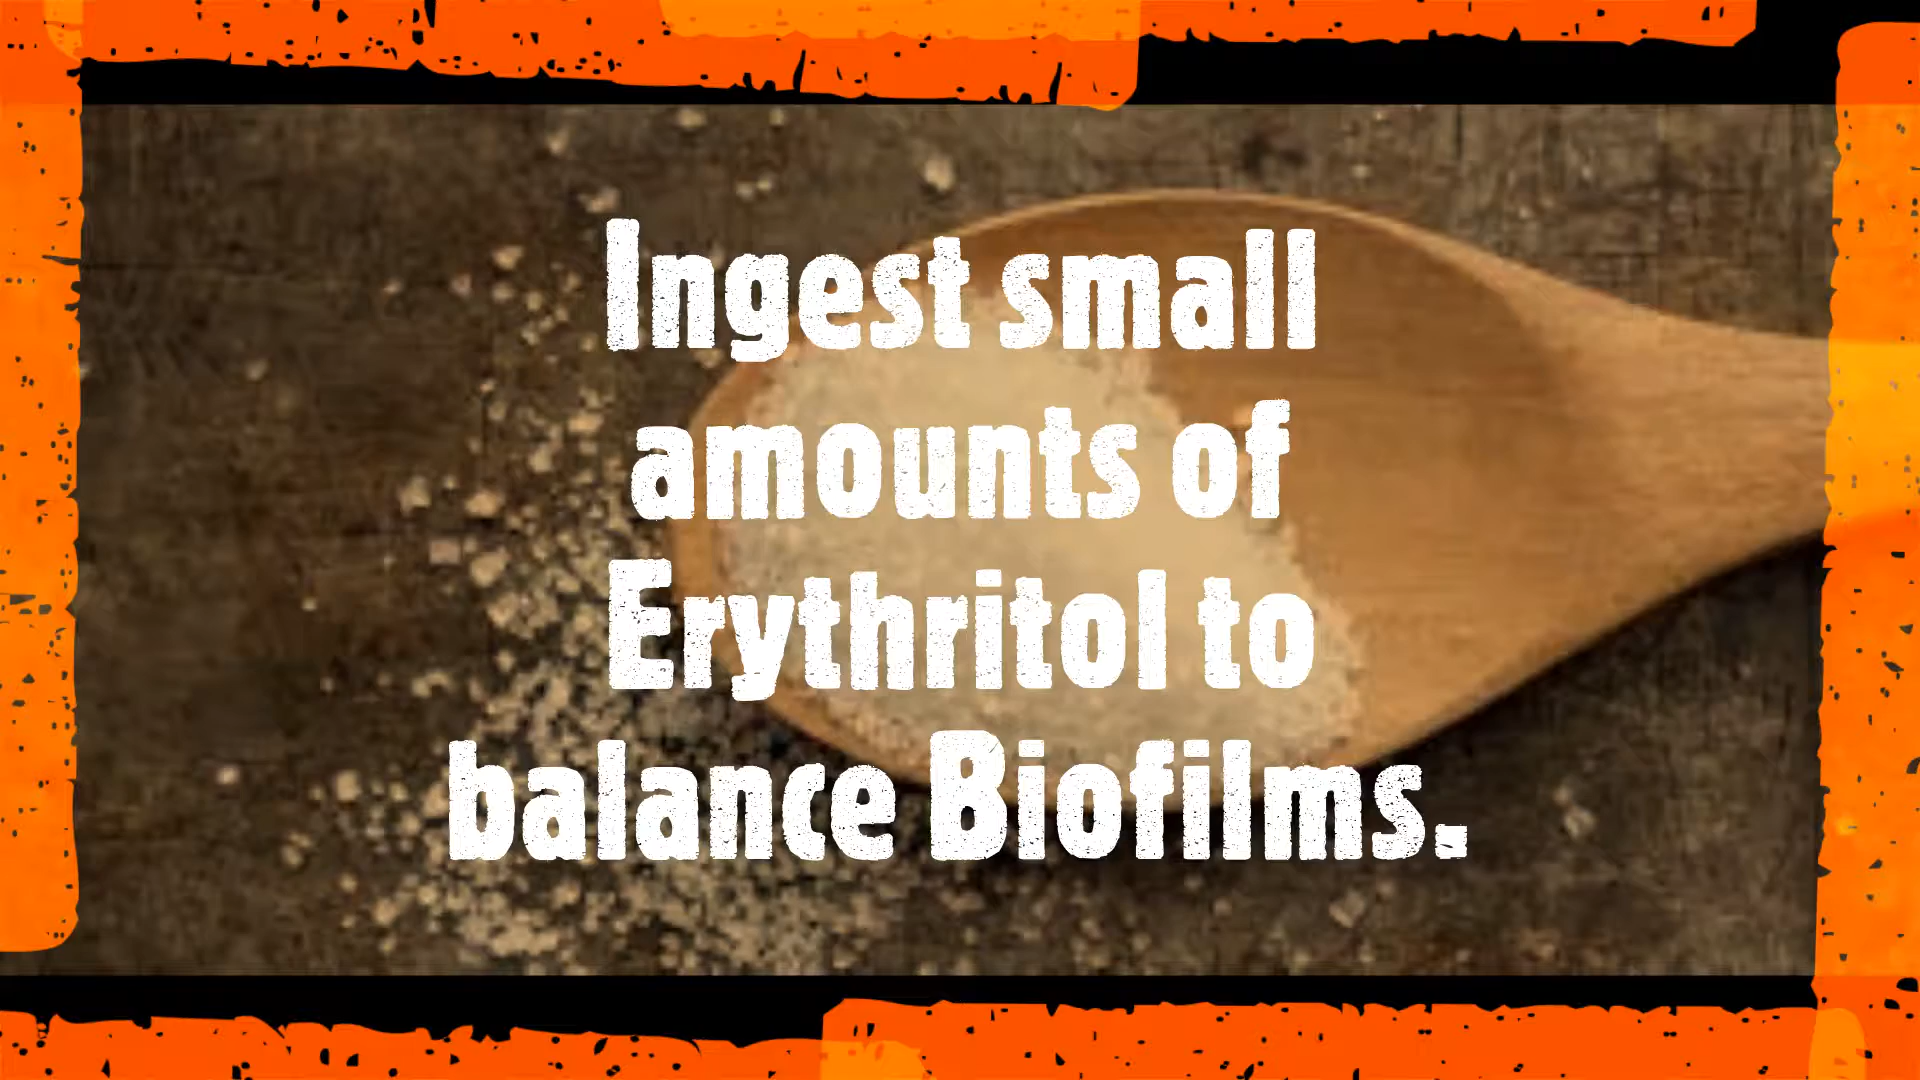 Ingest small
amounts of
Erythritol to
balance Biofilms.